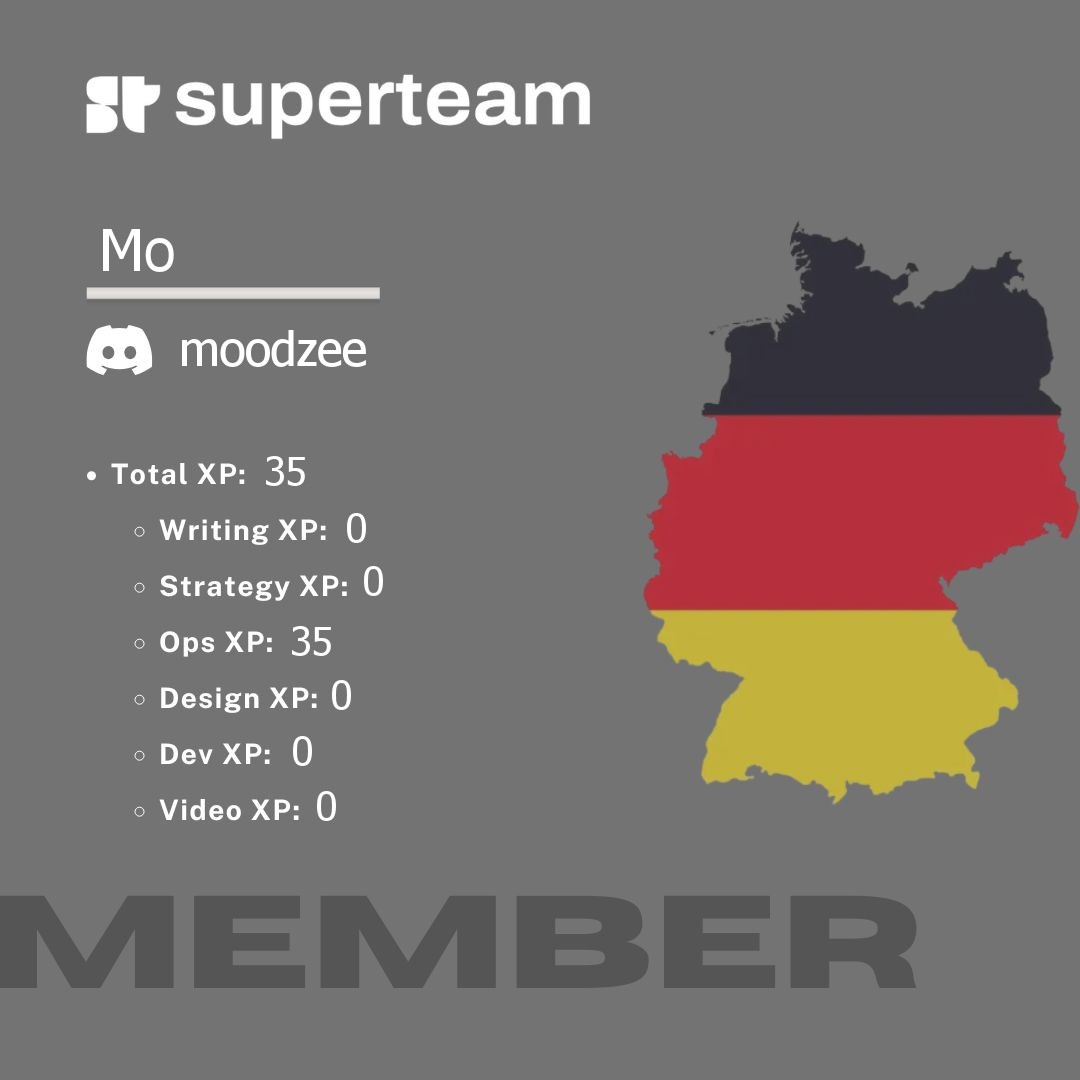 superteam
Mo
moodzee
• Total XP: 35
◦ Writing XP: 0
◦ Strategy XP: 0
◦ Ops XP: 35
◦ Design XP: 0
◦ Dev XP: 0
◦ Video XP: 0
MEMBER